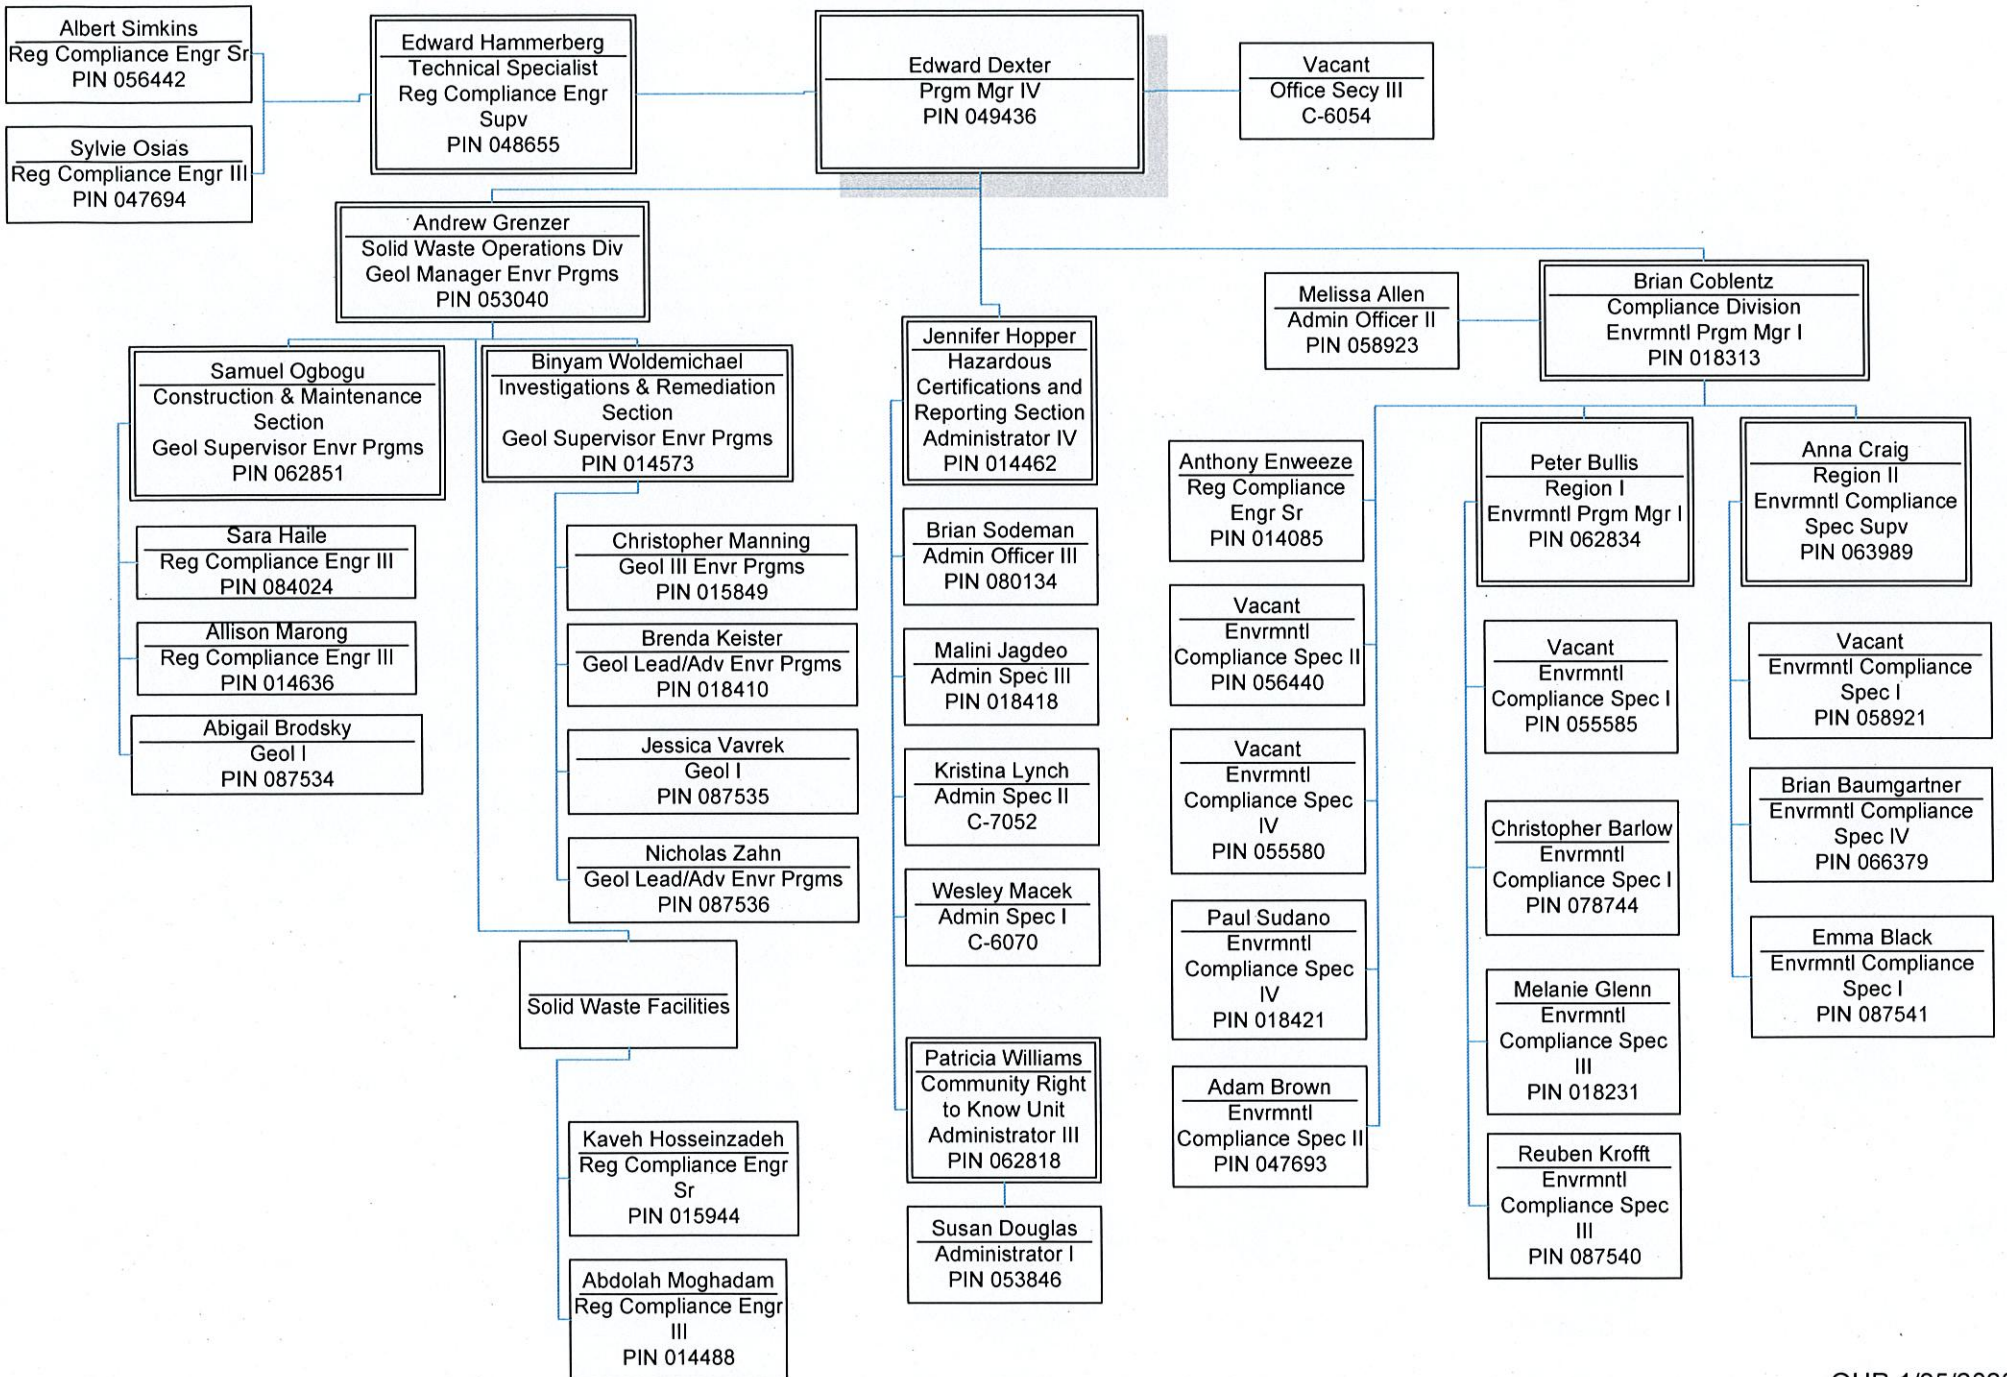 Albert Simkins
Reg Compliance Engr Sr
PIN 056442
Sylvie Osias
Reg Compliance Engr III
PIN 047694
Edward Hammerberg
Technical Specialist
Reg Compliance Engr
Supv
PIN 048655
Edward Dexter
Prgm Mgr IV
PIN 049436
Vacant
Office Secy III
C-6054
Andrew Grenzer
Solid Waste Operations Div
Geol Manager Envr Prgms
PIN 053040
Samuel Ogbogu
Construction & Maintenance
Section
Geol Supervisor Envr Prgms
PIN 062851
Sara Haile
Reg Compliance Engr III
PIN 084024
Allison Marong
Reg Compliance Engr III
PIN 014636
Abigail Brodsky
Geol I
PIN 087534
Binyam Woldemichael
Investigations & Remediation
Section
Geol Supervisor Envr Prgms
PIN 014573
Christopher Manning
Geol III Envr Prgms
PIN 015849
Brenda Keister
Geol Lead/Adv Envr Prgms
PIN 018410
Jessica Vavrek
Geol I
PIN 087535
Nicholas Zahn
Geol Lead/Adv Envr Prgms
PIN 087536
Solid Waste Facilities
Kaveh Hosseinzadeh
Reg Compliance Engr
Sr
PIN 015944
Abdolah Moghadam
Reg Compliance Engr
III
PIN 014488
Jennifer Hopper
Hazardous
Certifications and
Reporting Section
Administrator IV
PIN 014462
Brian Sodeman
Admin Officer III
PIN 080134
Malini Jagdeo
Admin Spec III
PIN 018418
Kristina Lynch
Admin Spec II
C-7052
Wesley Macek
Admin Spec I
C-6070
Patricia Williams
Community Right
to Know Unit
Administrator III
PIN 062818
Susan Douglas
Administrator I
PIN 053846
Melissa Allen
Admin Officer II
PIN 058923
Brian Coblentz
Compliance Division
Envrmntl Prgm Mgr I
PIN 018313
Anthony Enweeze
Reg Compliance
Engr Sr
PIN 014085
Vacant
Envrmntl
Compliance Spec II
PIN 056440
Vacant
Envrmntl
Compliance Spec
IV
PIN 055580
Paul Sudano
Envrmntl
Compliance Spec
IV
PIN 018421
Adam Brown
Envrmntl
Compliance Spec II
PIN 047693
Peter Bullis
Region I
Envrmntl Prgm Mgr I
PIN 062834
Vacant
Envrmntl
Compliance Spec I
PIN 055585
Christopher Barlow
Envrmntl
Compliance Spec I
PIN 078744
Melanie Glenn
Envrmntl
Compliance Spec
III
PIN 018231
Reuben Krofft
Envrmntl
Compliance Spec
III
PIN 087540
Anna Craig
Region II
Envrmntl Compliance
Spec Supv
PIN 063989
Vacant
Envrmntl Compliance
Spec I
PIN 058921
Brian Baumgartner
Envrmntl Compliance
Spec IV
PIN 066379
Emma Black
Envrmntl Compliance
Spec I
PIN 087541